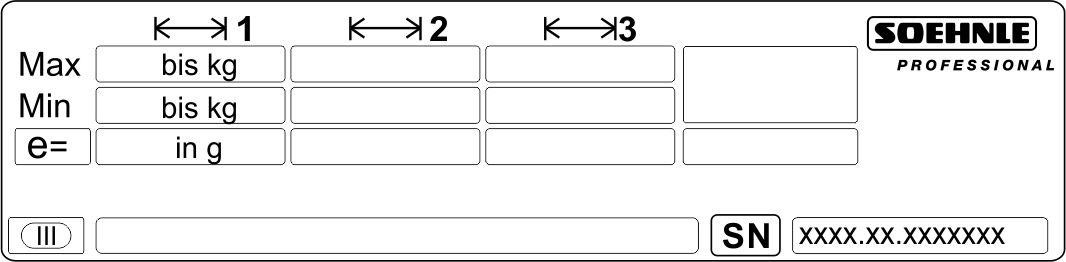 1 2 3
SOEHNLE
PROFESSIONAL
Max bis kg
Min bis kg
e= in g
III
SN xxxx.xx.xxxxxxx